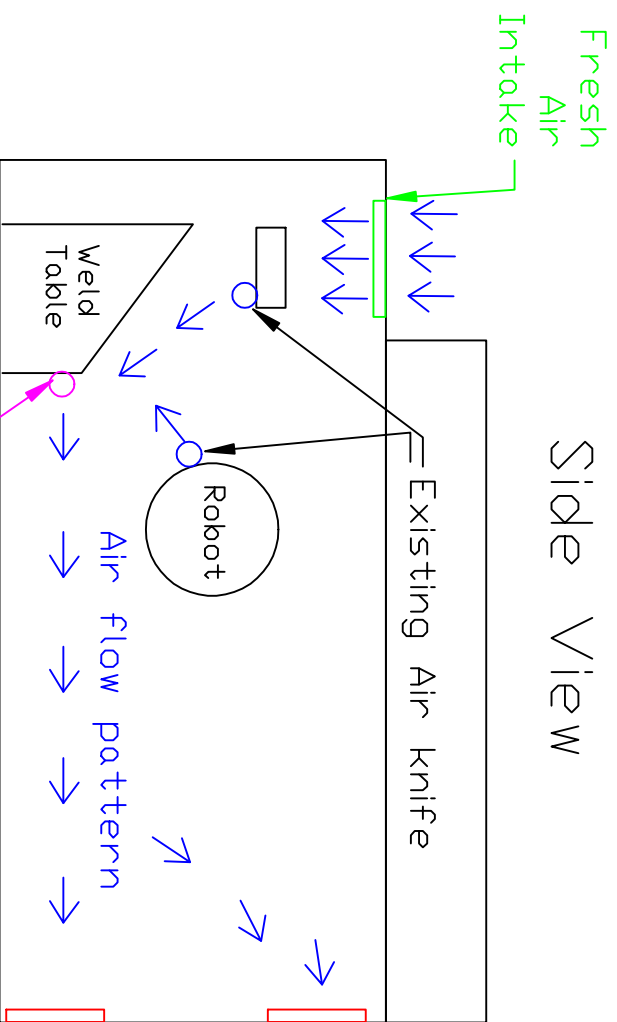 Side View
Fresh
Air
Intake
Existing Air knife
Robot
Weld
Table
Air flow pattern